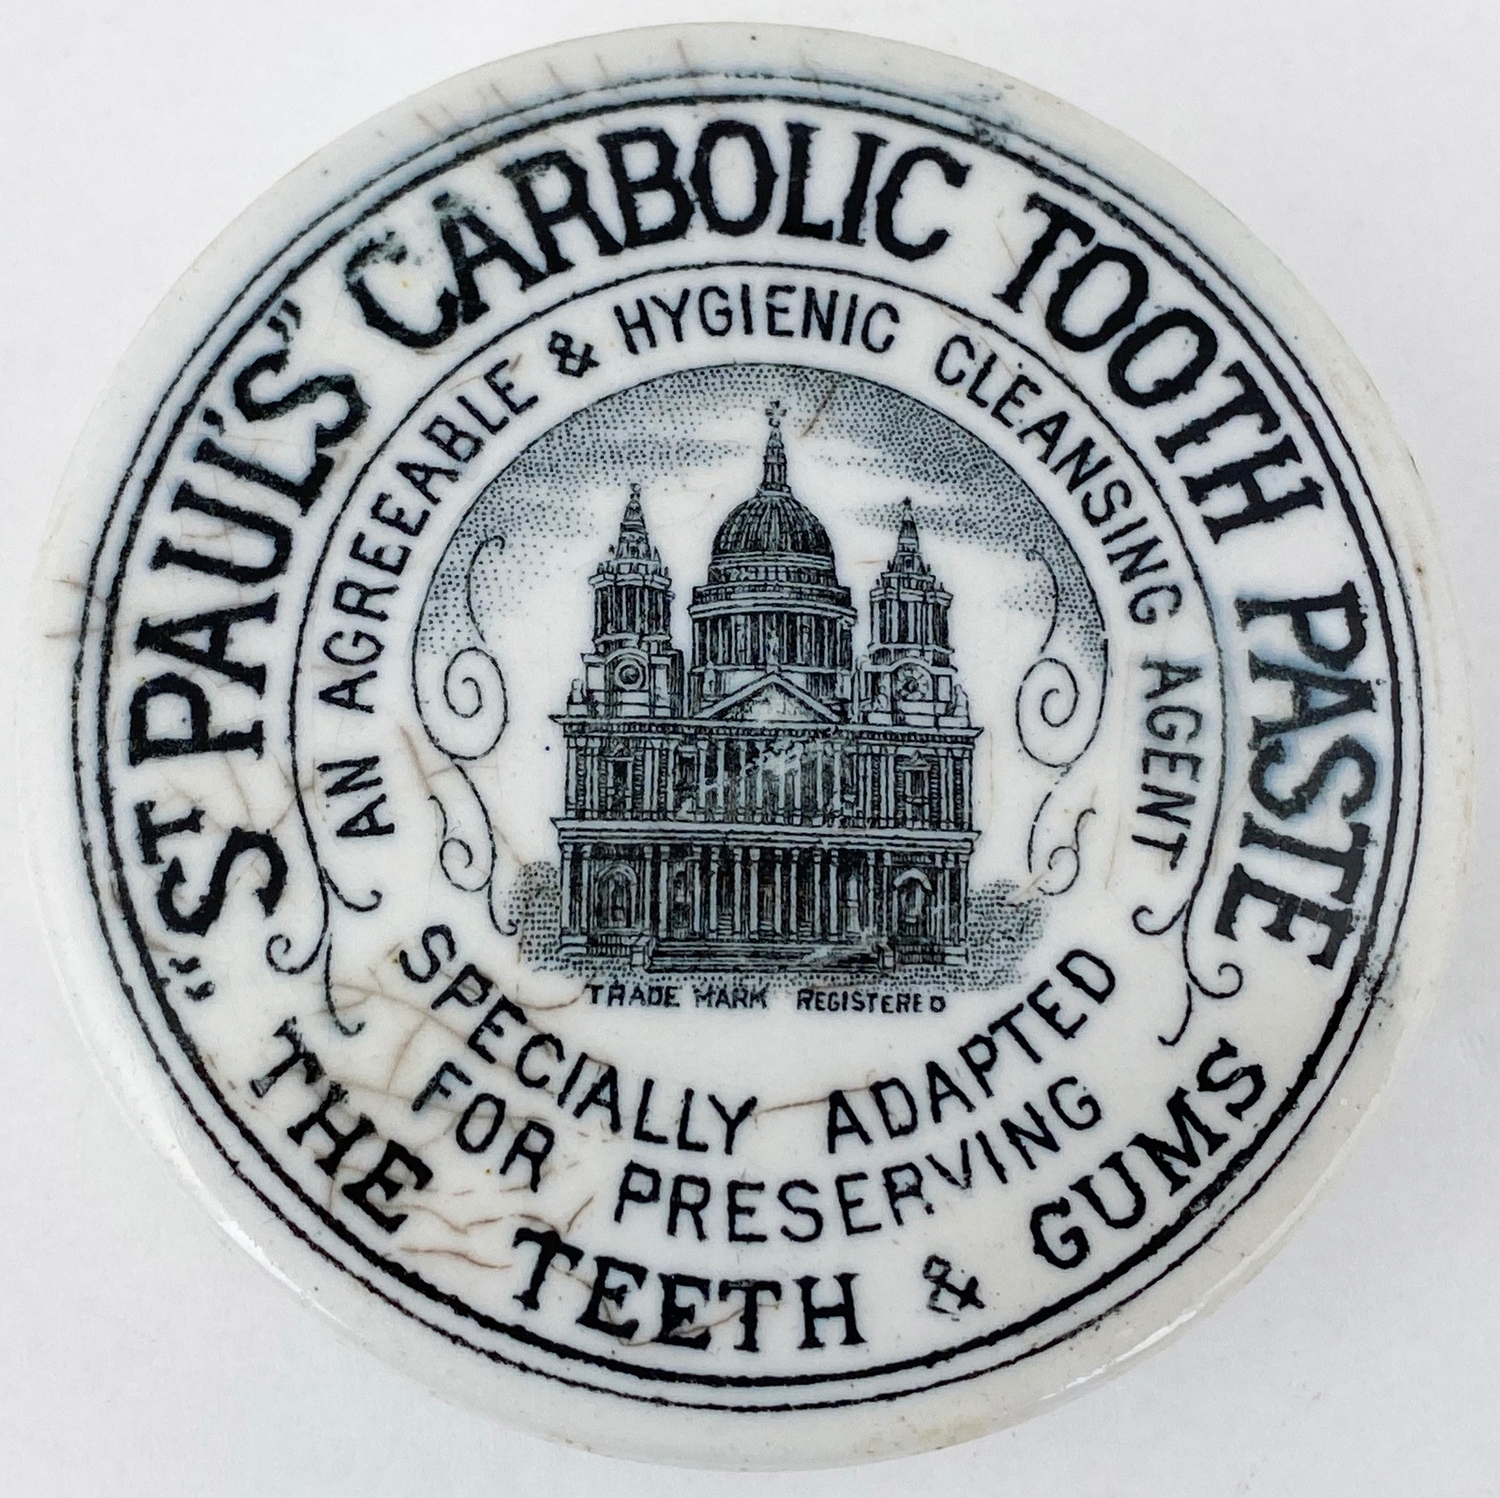 "ST PAUL'S" CARBOLIC TOOTH PASTE
AN AGREEABLE & HYGIENIC CLEANSING AGENT
TRADE MARK REGISTERED
SPECIALLY ADAPTED
FOR PRESERVING
THE TEETH & GUMS